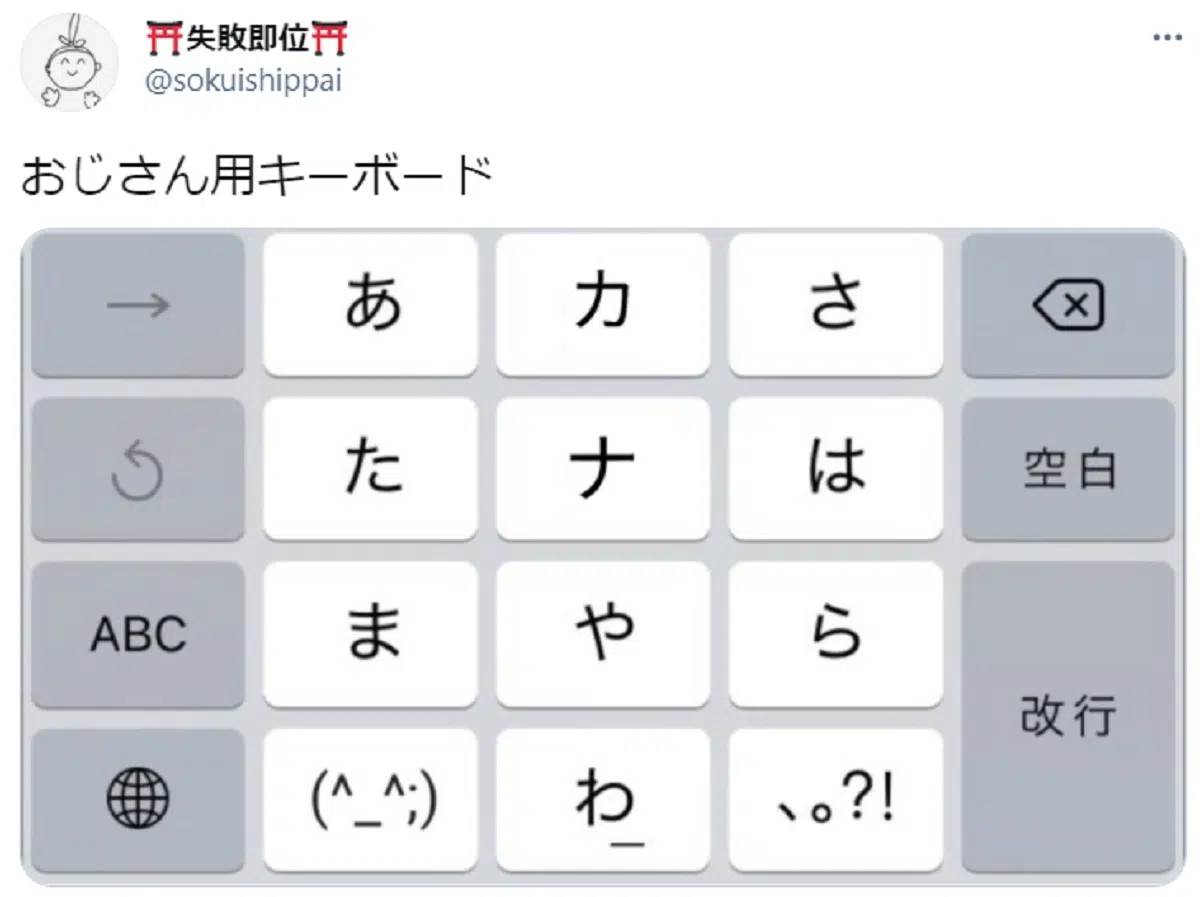 ⛩失敗即位⛩
@sokuishippai
おじさん用キーボード
→ あ カ さ
た ナ は 空白
ABC ま や ら
改行
(^_^;) わ_ 、。?!